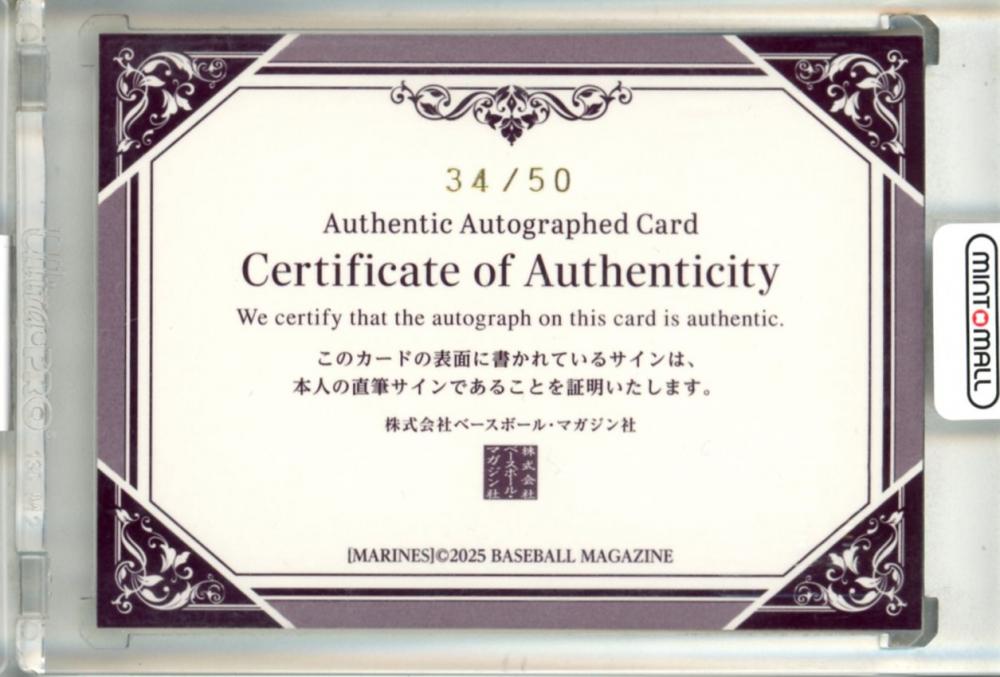 34/50
Authentic Autographed Card
Certificate of Authenticity
We certify that the autograph on this card is authentic.
このカードの表面に書かれているサインは、
本人の直筆サインであることを証明いたします。
株式会社ベースボール・マガジン社
株式会社
ベースボール・
マガジン社
[MARINES]©2025 BASEBALL MAGAZINE
MINTOMALL